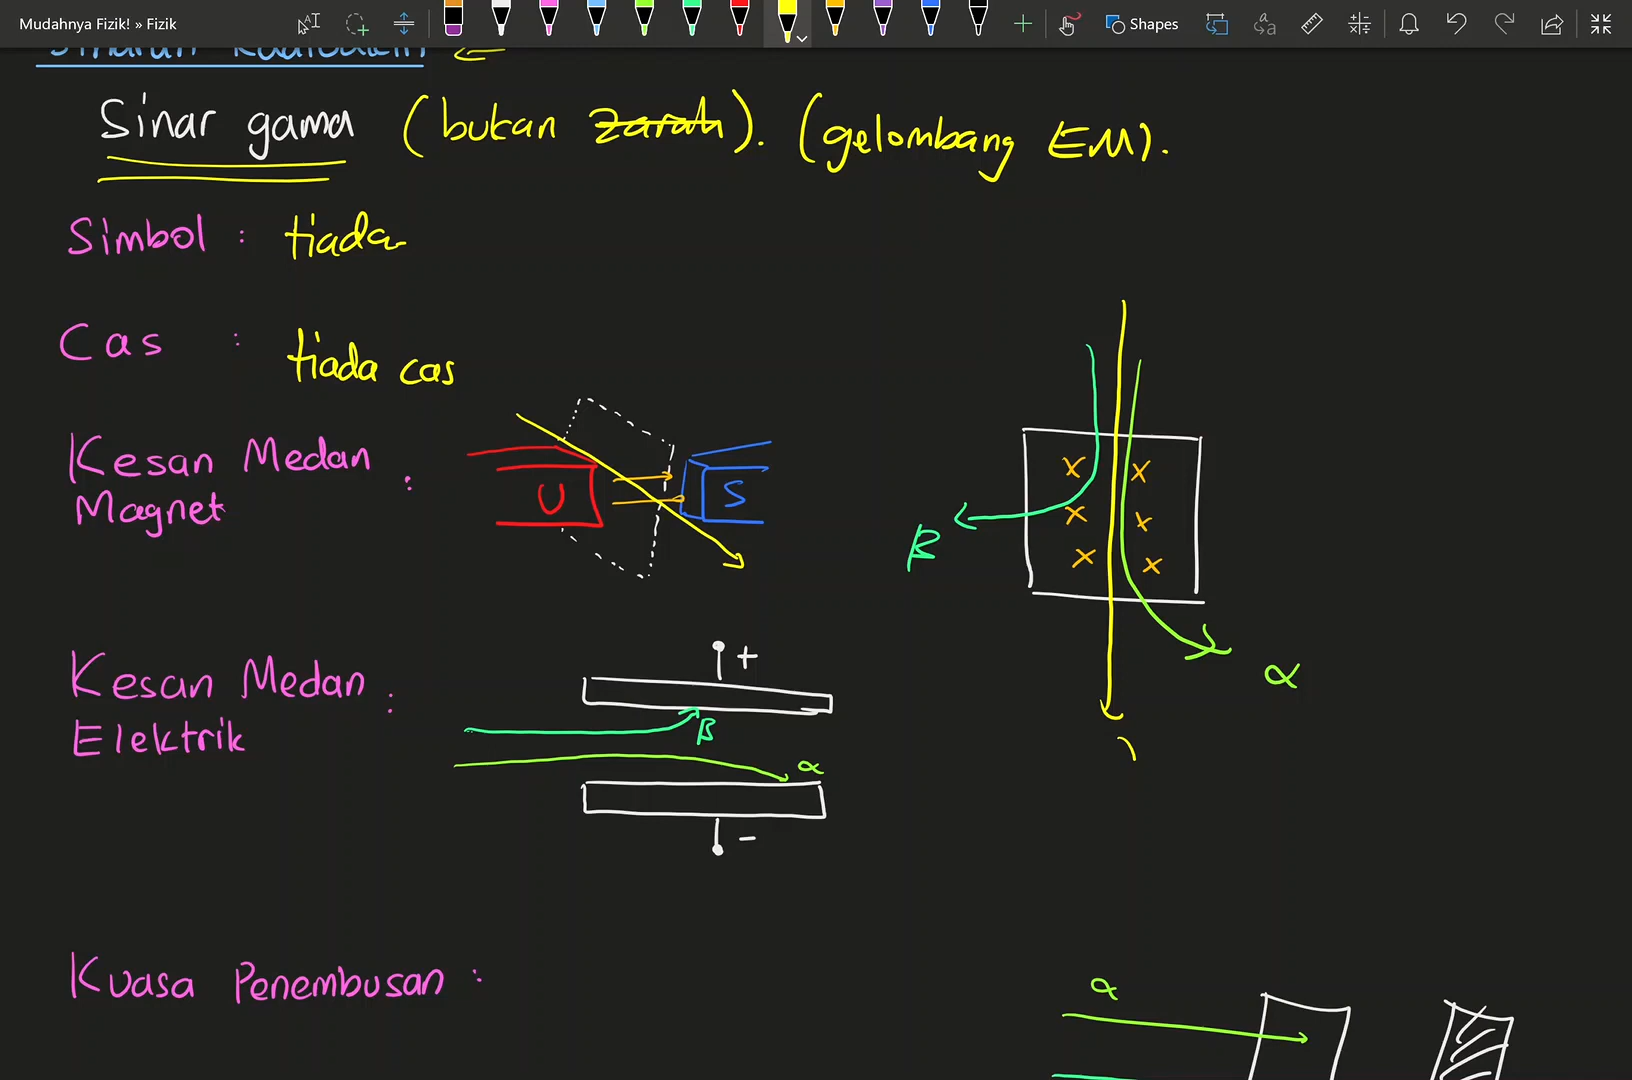 Mudahnya Fizik! » Fizik
Shapes
Sinar gama (bukan zarah). (gelombang EM).
Simbol : tiada
Cas : tiada cas
Kesan Medan
Magnet :
U
S
x x
x x
x x
β
α
Kesan Medan :
Elektrik
+
β
α
-
Kuasa Penembusan :
α